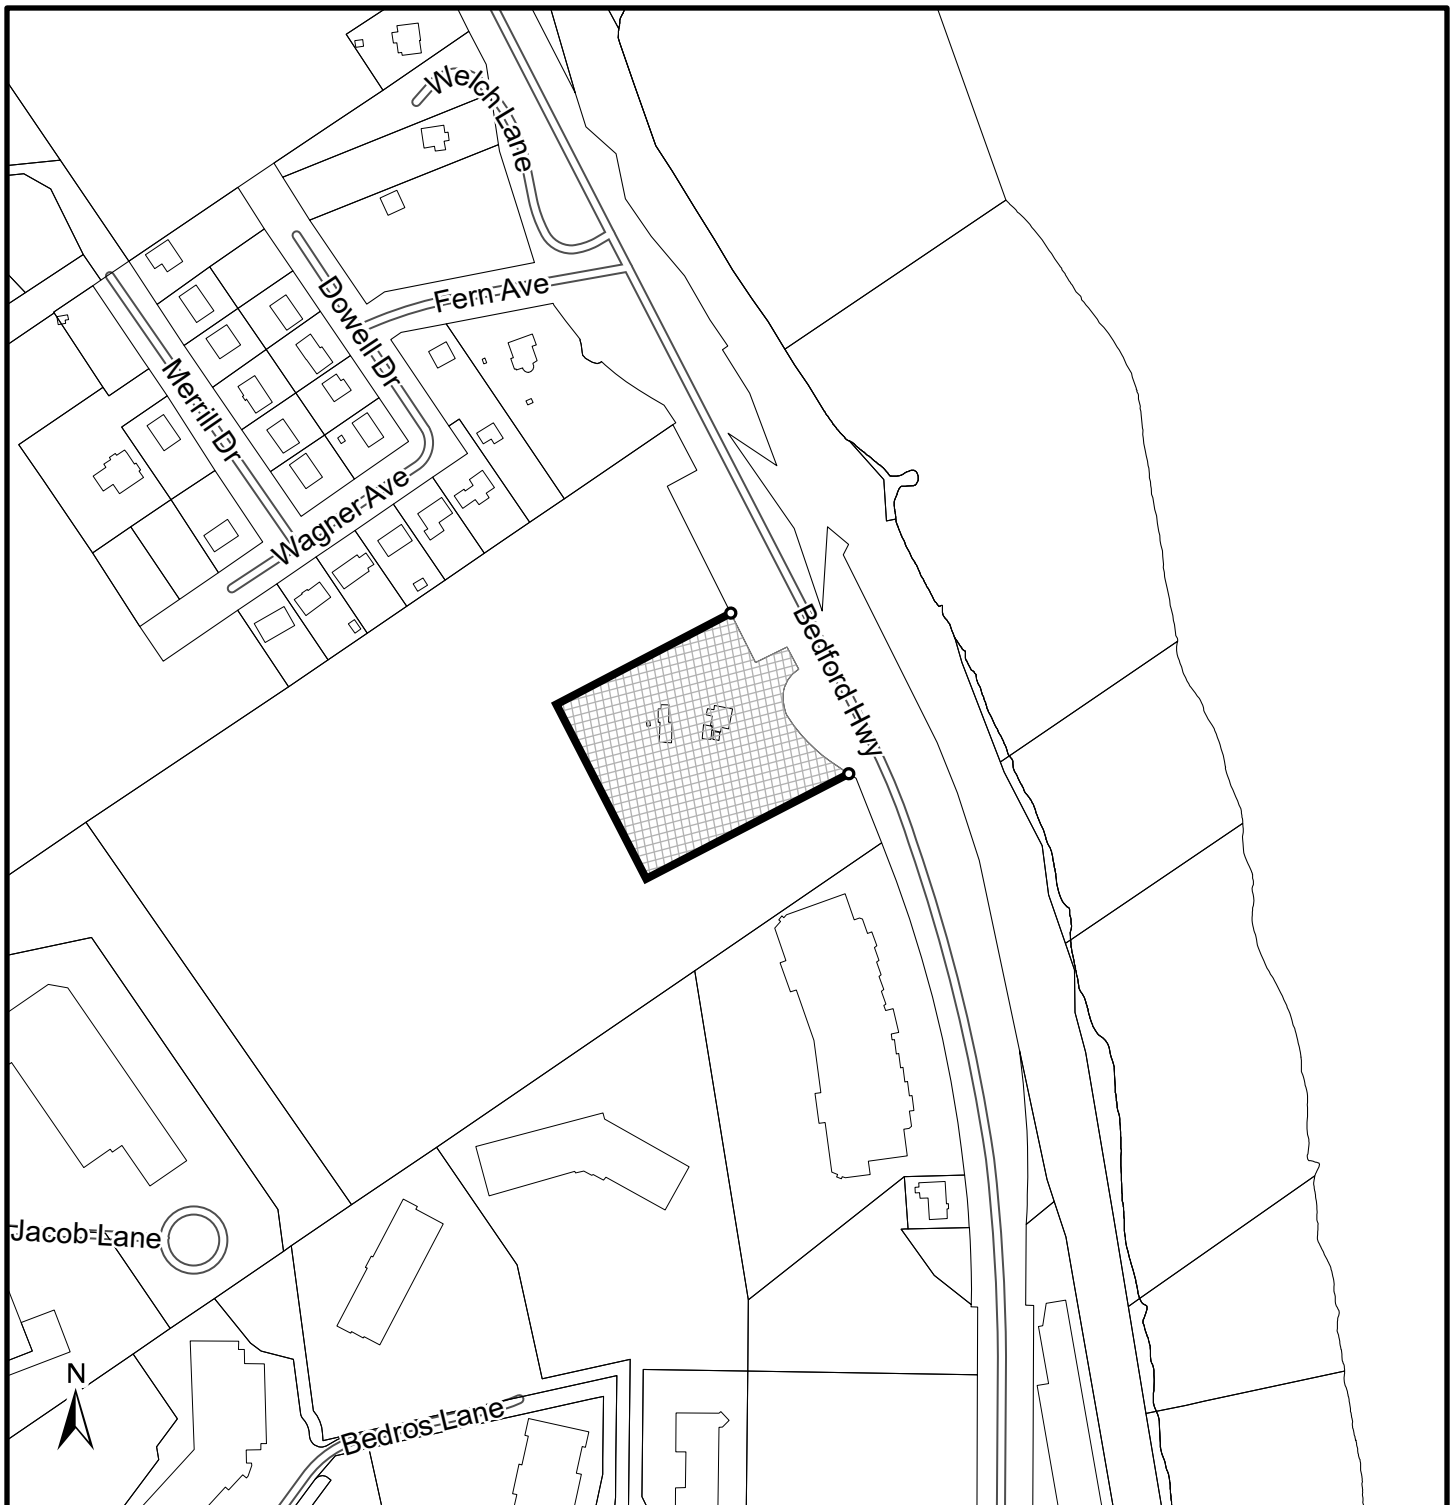 Welch Lane
Fern Ave
Dowell Dr
Merrill Dr
Wagner Ave
Bedford Hwy
Jacob Lane
N
Bedros Lane